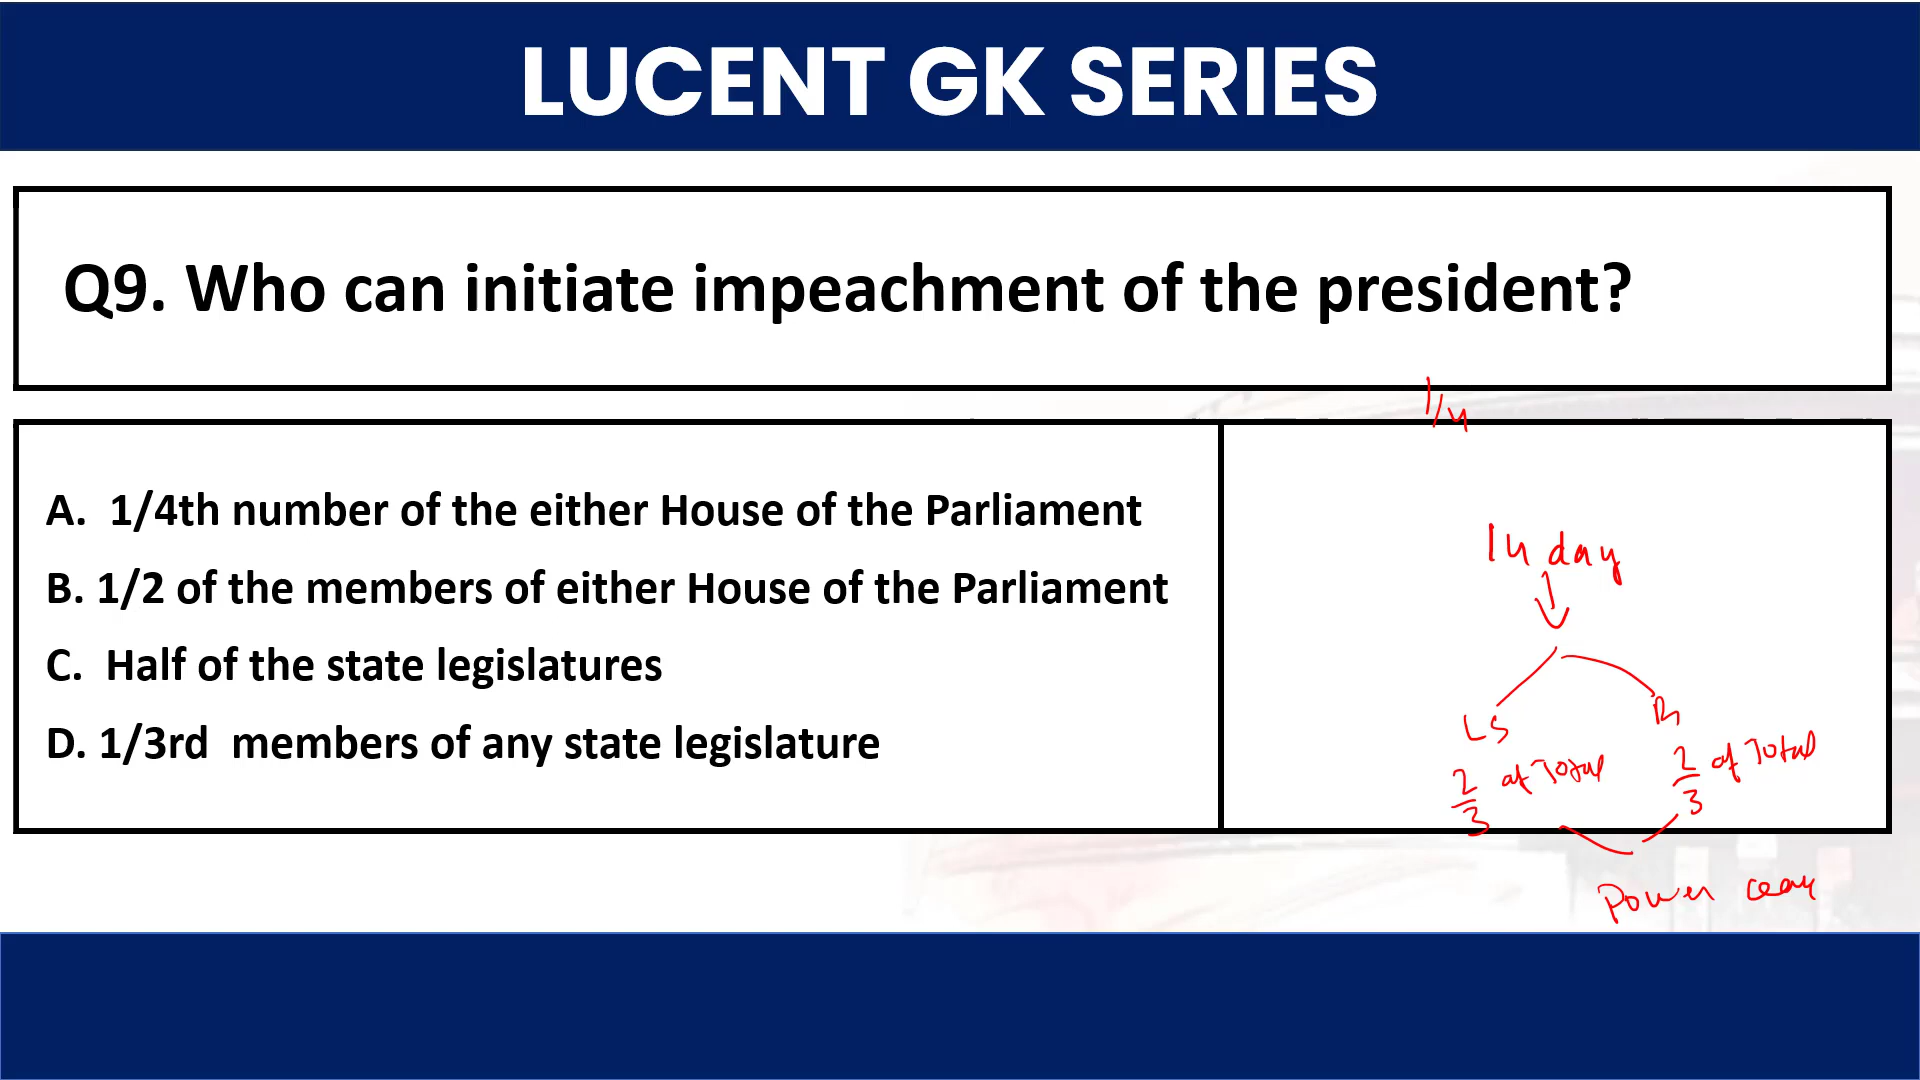 LUCENT GK SERIES
Q9. Who can initiate impeachment of the president?
1/4
A. 1/4th number of the either House of the Parliament
B. 1/2 of the members of either House of the Parliament
C. Half of the state legislatures
D. 1/3rd members of any state legislature
14 day
LS
2/3 of Total
2/3 of Total
Power